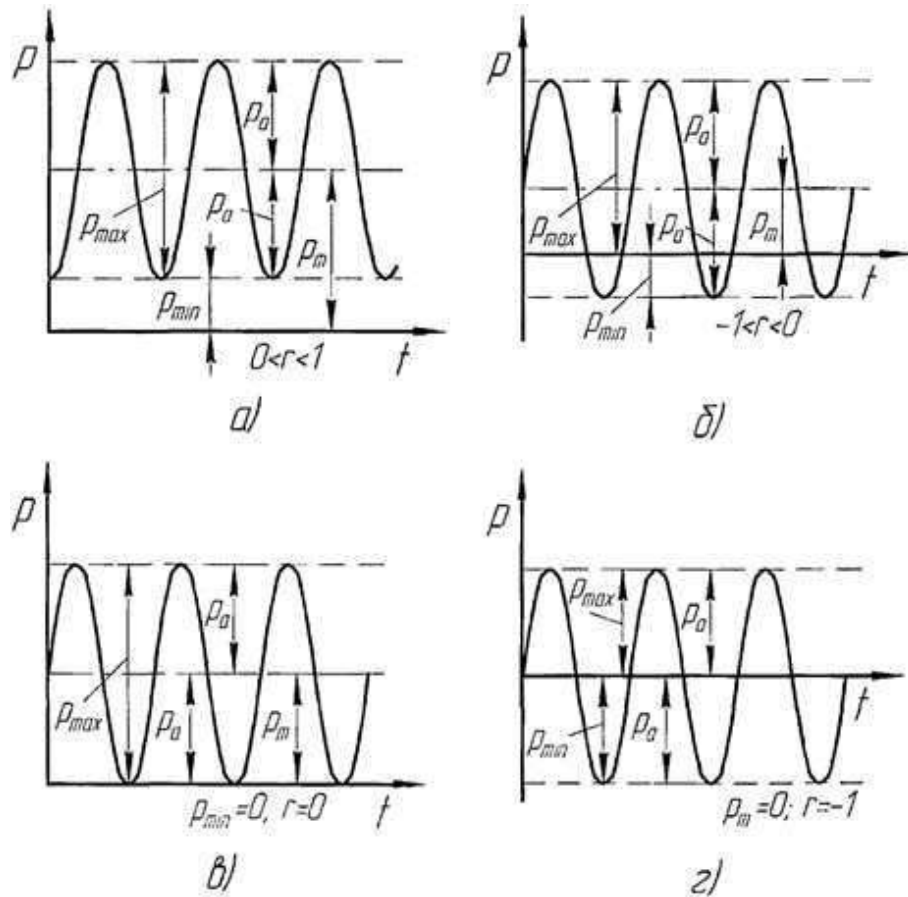 p
p_a
p_a
p_max
p_m
p_min
0<r<1
t
а)
p
p_a
p_max
p_a
p_m
p_min
-1<r<0
t
б)
p
p_a
p_max
p_a
p_m
p_min=0, r=0
t
в)
p
p_max
p_a
t
p_min
p_a
p_m=0; r=-1
г)